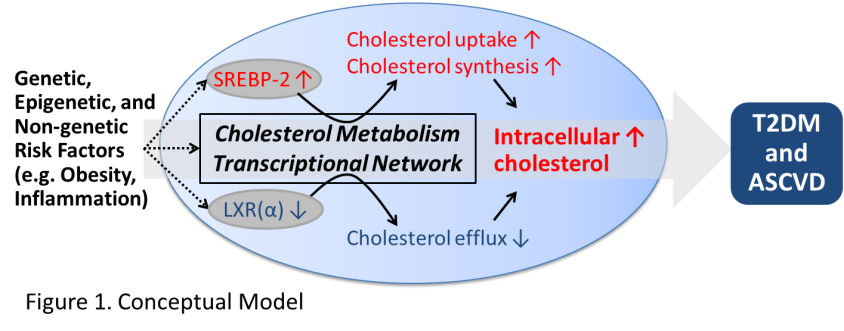 Genetic,
Epigenetic, and
Non-genetic
Risk Factors
(e.g. Obesity,
Inflammation)
SREBP-2 ↑
Cholesterol uptake ↑
Cholesterol synthesis ↑
Cholesterol Metabolism
Transcriptional Network
Intracellular ↑
cholesterol
LXR(α) ↓
Cholesterol efflux ↓
T2DM
and
ASCVD
Figure 1. Conceptual Model